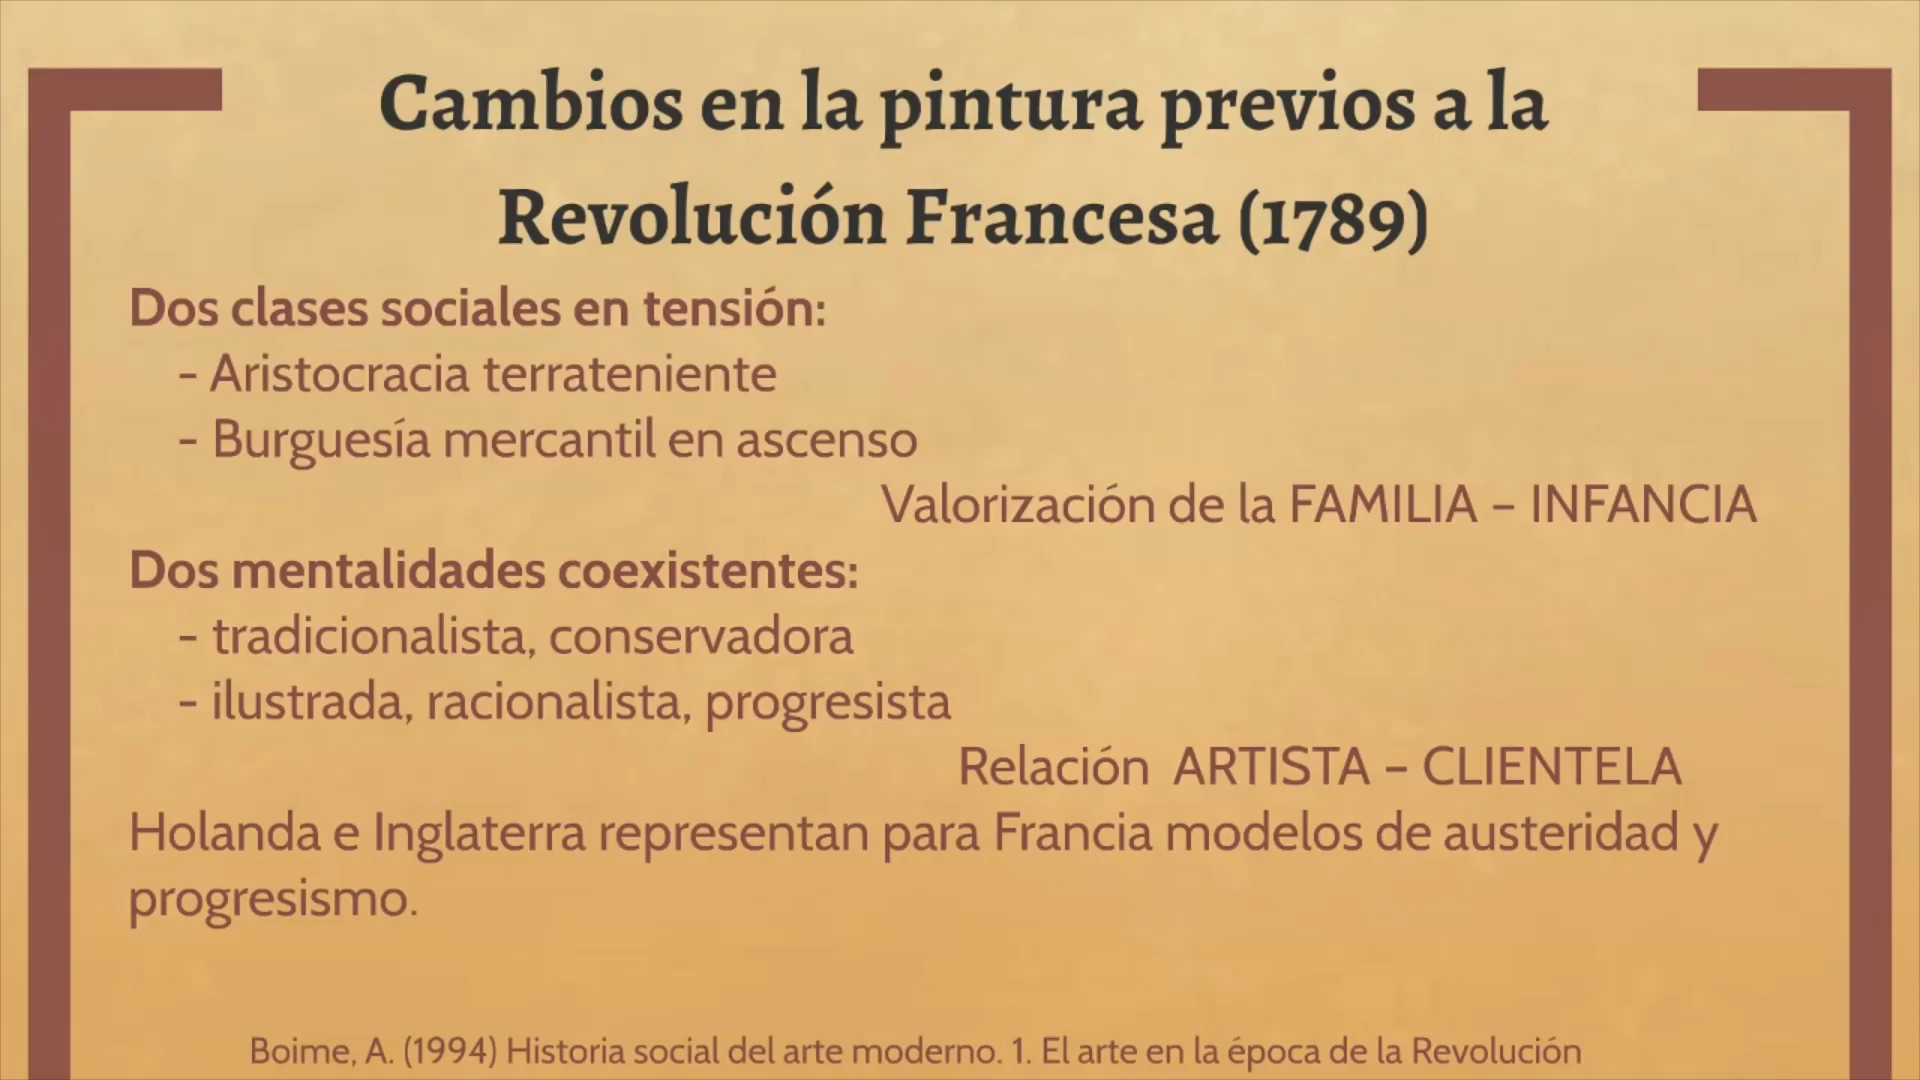 Cambios en la pintura previos a la
Revolución Francesa (1789)
Dos clases sociales en tensión:
- Aristocracia terrateniente
- Burguesía mercantil en ascenso
Valorización de la FAMILIA – INFANCIA
Dos mentalidades coexistentes:
- tradicionalista, conservadora
- ilustrada, racionalista, progresista
Relación ARTISTA – CLIENTELA
Holanda e Inglaterra representan para Francia modelos de austeridad y
progresismo.
Boime, A. (1994) Historia social del arte moderno. 1. El arte en la época de la Revolución